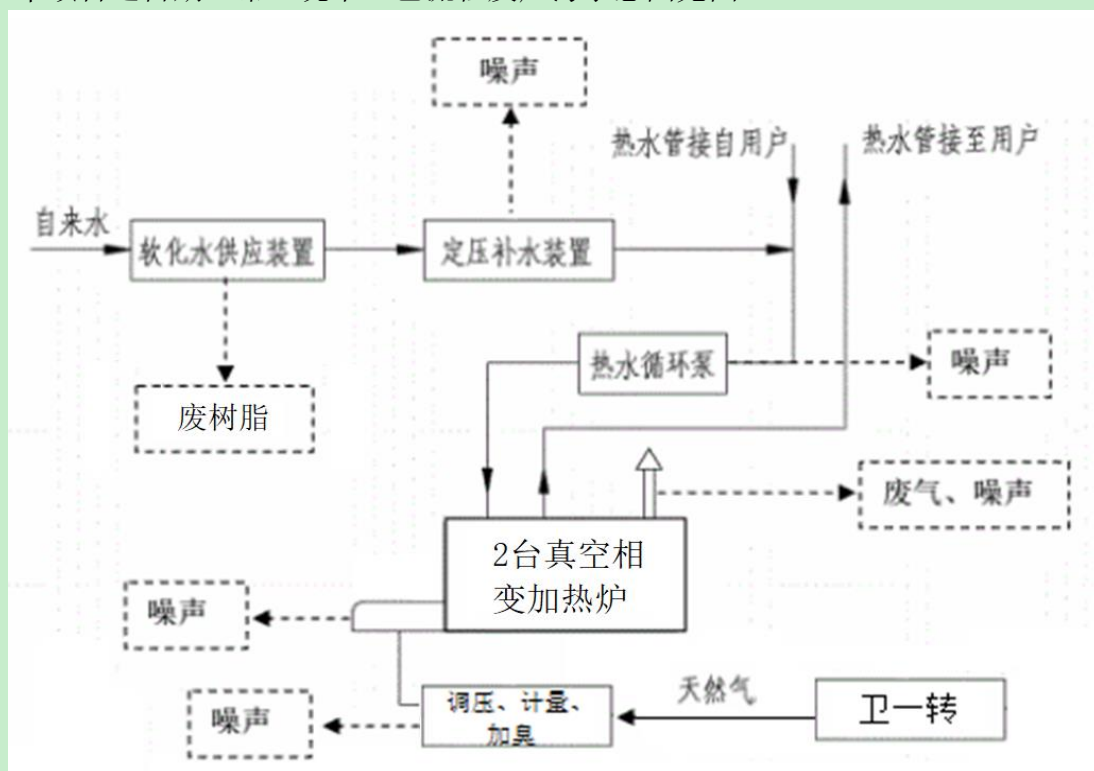 噪声
热水管接自用户
热水管接至用户
自来水
软化水供应装置
定压补水装置
热水循环泵
噪声
废树脂
废气、噪声
2台真空相
变加热炉
噪声
天然气
调压、计量、
加臭
卫一转
噪声